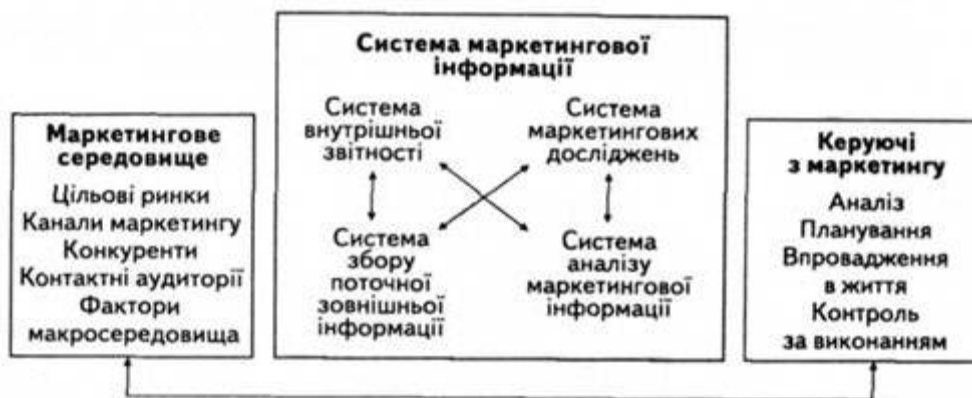 Система маркетингової
інформації
Система
внутрішньої
звітності
Система
маркетингових
досліджень
Система
збору
поточної
зовнішньої
інформації
Система
аналізу
маркетингової
інформації
Маркетингове
середовище
Цільові ринки
Канали маркетингу
Конкуренти
Контактні аудиторії
Фактори
макросередовища
Керуючі
з маркетингу
Аналіз
Планування
Впровадження
в життя
Контроль
за виконанням